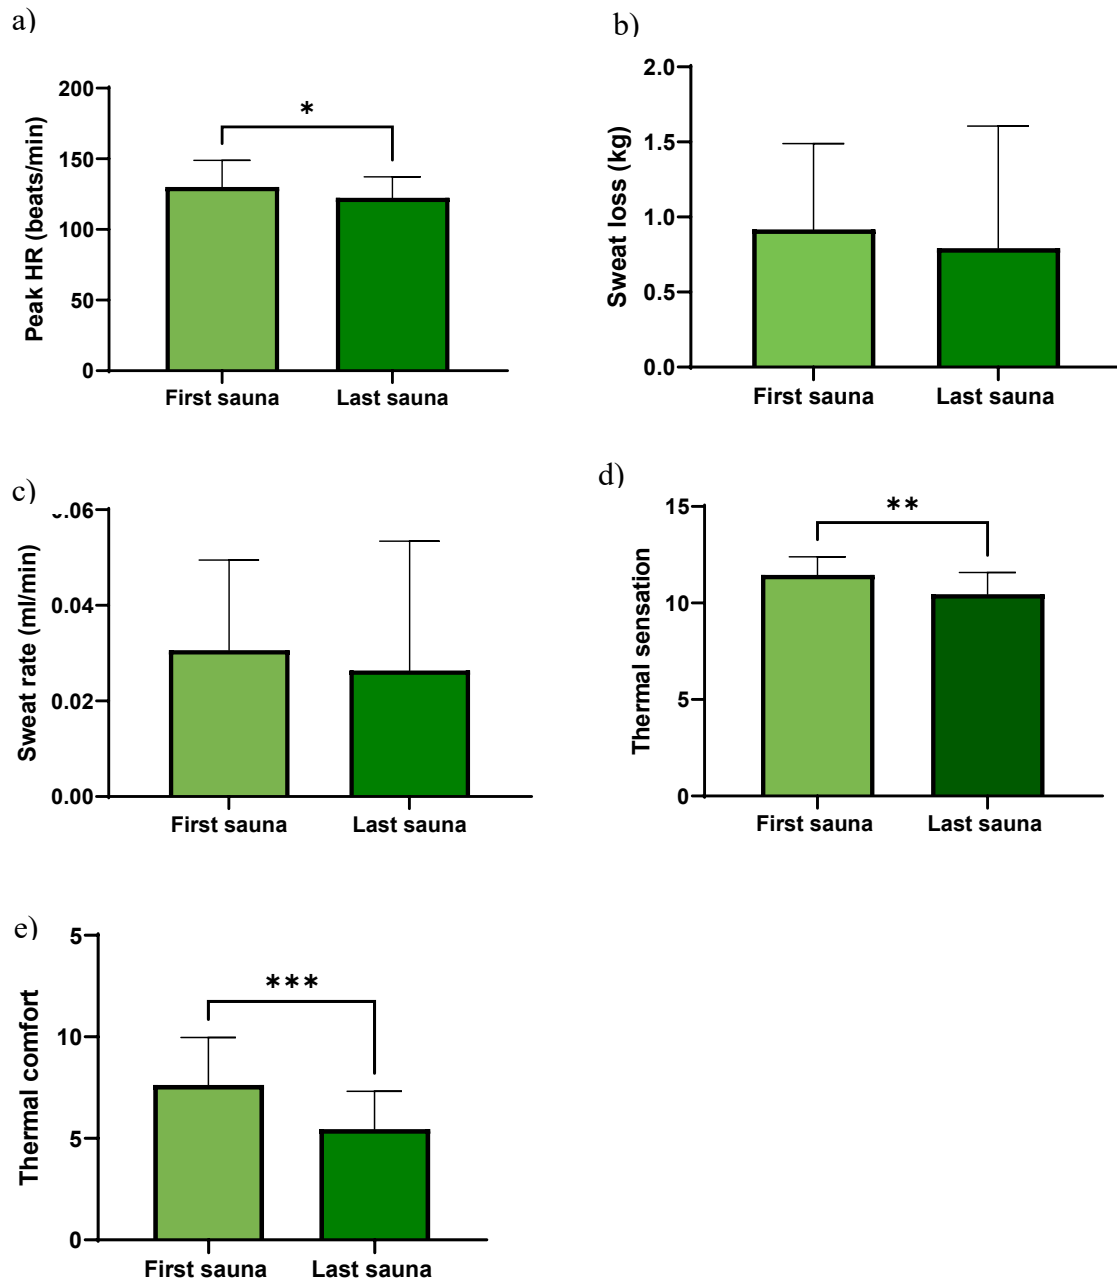 a)
Peak HR (beats/min)
200
150
100
50
0
*
First sauna
Last sauna
b)
Sweat loss (kg)
2.0
1.5
1.0
0.5
0.0
First sauna
Last sauna
c)
Sweat rate (ml/min)
0.04
0.02
0.00
First sauna
Last sauna
d)
Thermal sensation
15
10
5
0
**
First sauna
Last sauna
e)
Thermal comfort
5
10
5
0
***
First sauna
Last sauna